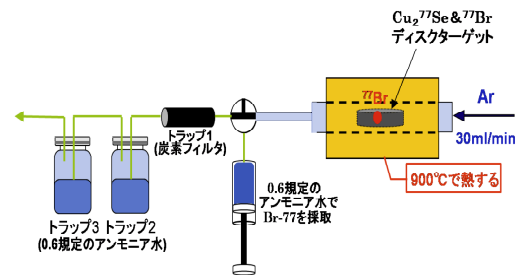 Cu₂⁷⁷Se&⁷⁷Br
ディスクターゲット
⁷⁷Br
Ar
30ml/min
900℃で熱する
トラップ1
(炭素フィルタ)
0.6規定の
アンモニア水で
Br-77を採取
トラップ3 トラップ2
(0.6規定のアンモニア水)